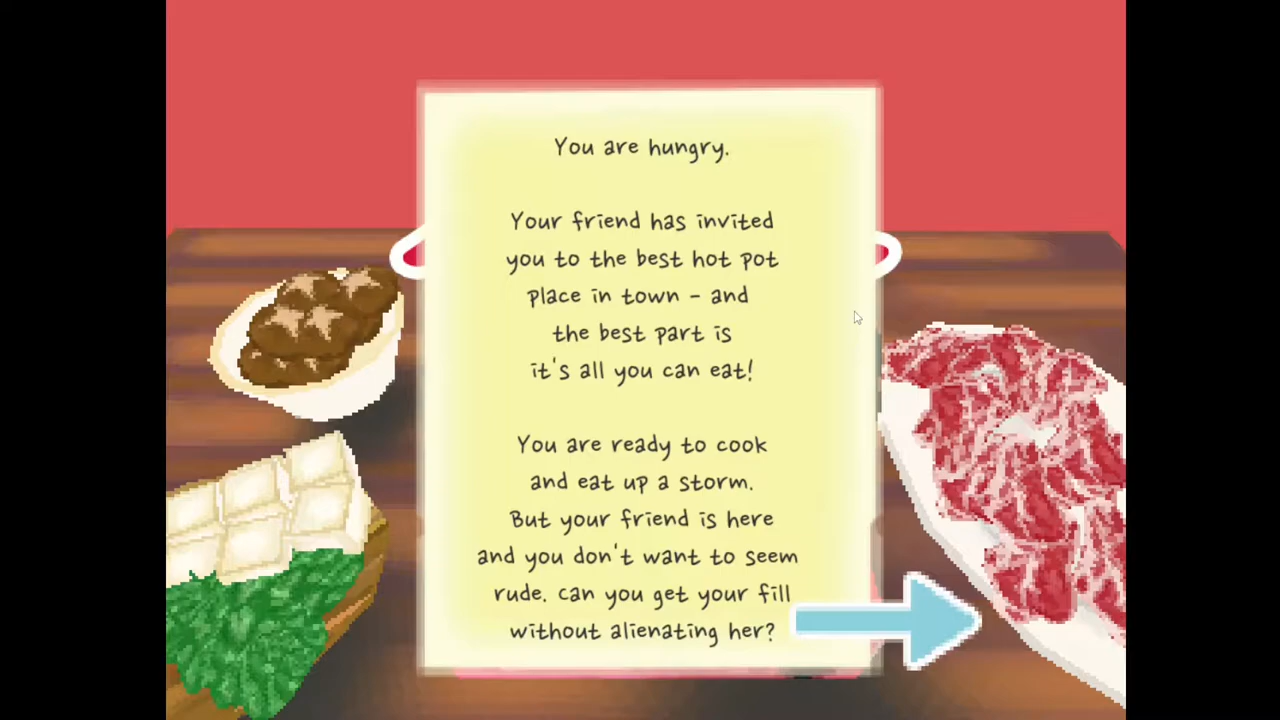 You are hungry.
Your friend has invited
you to the best hot pot
place in town - and
the best part is
it's all you can eat!
You are ready to cook
and eat up a storm.
But your friend is here
and you don't want to seem
rude. Can you get your fill
without alienating her?